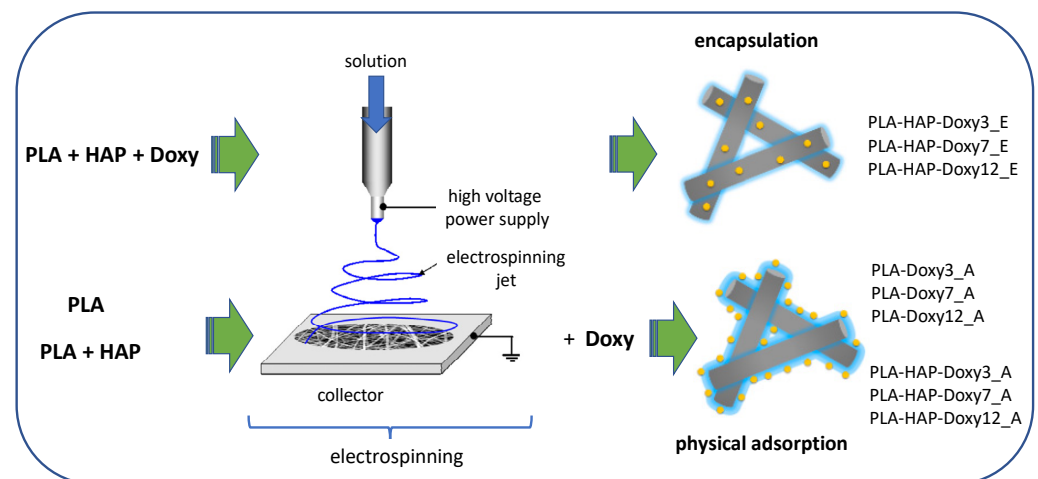 PLA + HAP + Doxy
solution
high voltage
power supply
electrospinning
jet
encapsulation
PLA-HAP-Doxy3_E
PLA-HAP-Doxy7_E
PLA-HAP-Doxy12_E
PLA
PLA + HAP
collector
electrospinning
+ Doxy
PLA-Doxy3_A
PLA-Doxy7_A
PLA-Doxy12_A
PLA-HAP-Doxy3_A
PLA-HAP-Doxy7_A
PLA-HAP-Doxy12_A
physical adsorption